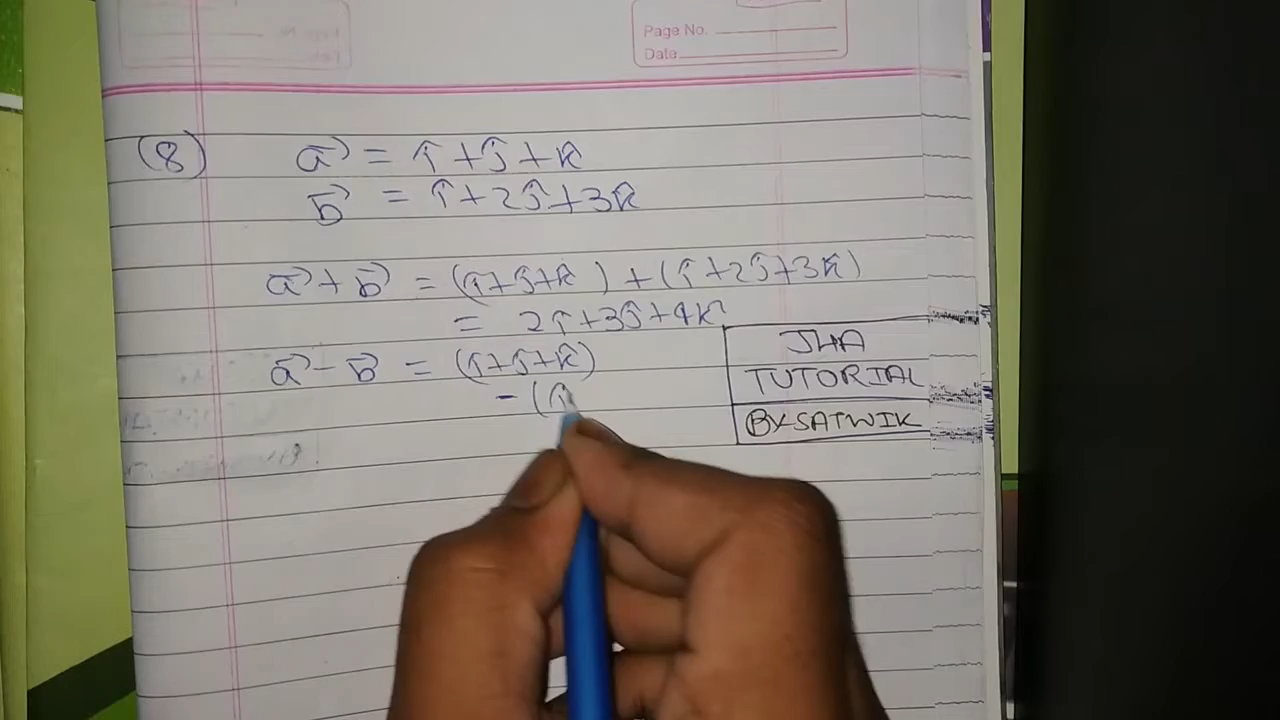 Page No.
Date
(8) a⃗ = î + ĵ + k̂
b⃗ = î + 2ĵ + 3k̂
a⃗ + b⃗ = (î + ĵ + k̂) + (î + 2ĵ + 3k̂)
= 2î + 3ĵ + 4k̂
a⃗ - b⃗ = (î + ĵ + k̂)
- (î
JHA
TUTORIAL
BY SATWIK